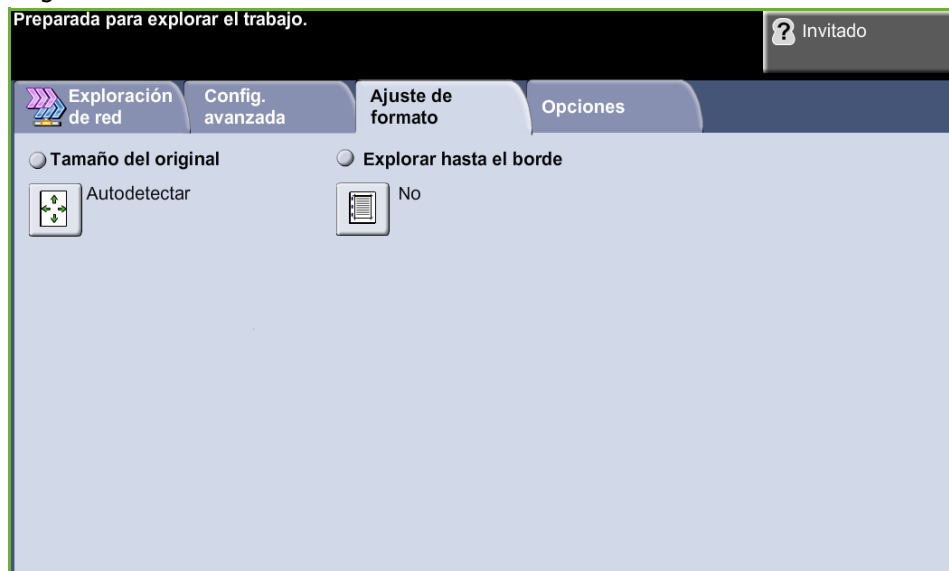 Preparada para explorar el trabajo.
? Invitado
Exploración de red
Config. avanzada
Ajuste de formato
Opciones
Tamaño del original
Explorar hasta el borde
Autodetectar
No